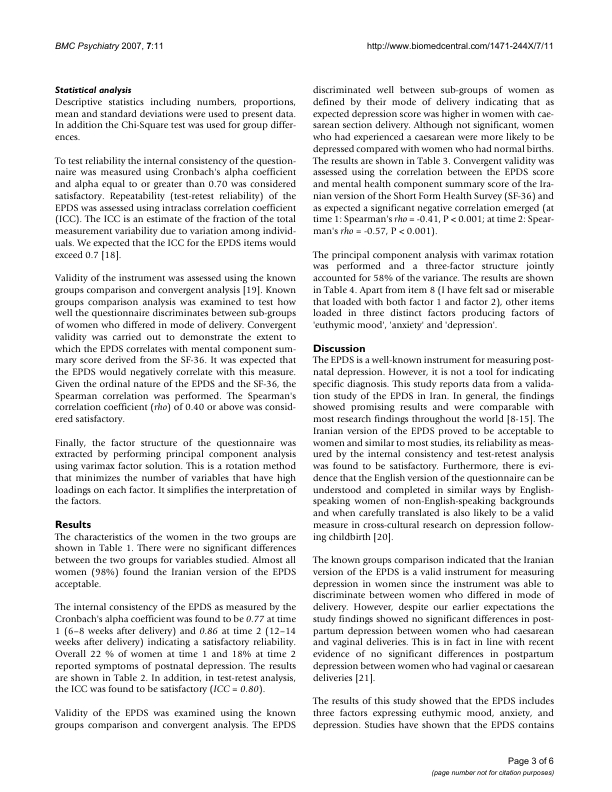 BMC Psychiatry 2007, 7:11
http://www.biomedcentral.com/1471-244X/7/11
Statistical analysis
Descriptive statistics including numbers, proportions,
mean and standard deviations were used to present data.
In addition the Chi-Square test was used for group differ-
ences.
To test reliability the internal consistency of the question-
naire was measured using Cronbach's alpha coefficient
and alpha equal to or greater than 0.70 was considered
satisfactory. Repeatability (test-retest reliability) of the
EPDS was assessed using intraclass correlation coefficient
(ICC). The ICC is an estimate of the fraction of the total
measurement variability due to variation among individ-
uals. We expected that the ICC for the EPDS items would
exceed 0.7 [18].
Validity of the instrument was assessed using the known
groups comparison and convergent analysis [19]. Known
groups comparison analysis was examined to test how
well the questionnaire discriminates between sub-groups
of women who differed in mode of delivery. Convergent
validity was carried out to demonstrate the extent to
which the EPDS correlates with mental component sum-
mary score derived from the SF-36. It was expected that
the EPDS would negatively correlate with this measure.
Given the ordinal nature of the EPDS and the SF-36, the
Spearman correlation was performed. The Spearman's
correlation coefficient (rho) of 0.40 or above was consid-
ered satisfactory.
Finally, the factor structure of the questionnaire was
extracted by performing principal component analysis
using varimax factor solution. This is a rotation method
that minimizes the number of variables that have high
loadings on each factor. It simplifies the interpretation of
the factors.
Results
The characteristics of the women in the two groups are
shown in Table 1. There were no significant differences
between the two groups for variables studied. Almost all
women (98%) found the Iranian version of the EPDS
acceptable.
The internal consistency of the EPDS as measured by the
Cronbach's alpha coefficient was found to be 0.77 at time
1 (6–8 weeks after delivery) and 0.86 at time 2 (12–14
weeks after delivery) indicating a satisfactory reliability.
Overall 22 % of women at time 1 and 18% at time 2
reported symptoms of postnatal depression. The results
are shown in Table 2. In addition, in test-retest analysis,
the ICC was found to be satisfactory (ICC = 0.80).
Validity of the EPDS was examined using the known
groups comparison and convergent analysis. The EPDS
discriminated well between sub-groups of women as
defined by their mode of delivery indicating that as
expected depression score was higher in women with cae-
sarean section delivery. Although not significant, women
who had experienced a caesarean were more likely to be
depressed compared with women who had normal births.
The results are shown in Table 3. Convergent validity was
assessed using the correlation between the EPDS score
and mental health component summary score of the Ira-
nian version of the Short Form Health Survey (SF-36) and
as expected a significant negative correlation emerged (at
time 1: Spearman's rho = -0.41, P < 0.001; at time 2: Spear-
man's rho = -0.57, P < 0.001).
The principal component analysis with varimax rotation
was performed and a three-factor structure jointly
accounted for 58% of the variance. The results are shown
in Table 4. Apart from item 8 (I have felt sad or miserable
that loaded with both factor 1 and factor 2), other items
loaded in three distinct factors producing factors of
'euthymic mood', 'anxiety' and 'depression'.
Discussion
The EPDS is a well-known instrument for measuring post-
natal depression. However, it is not a tool for indicating
specific diagnosis. This study reports data from a valida-
tion study of the EPDS in Iran. In general, the findings
showed promising results and were comparable with
most research findings throughout the world [8-15]. The
Iranian version of the EPDS proved to be acceptable to
women and similar to most studies, its reliability as meas-
ured by the internal consistency and test-retest analysis
was found to be satisfactory. Furthermore, there is evi-
dence that the English version of the questionnaire can be
understood and completed in similar ways by English-
speaking women of non-English-speaking backgrounds
and when carefully translated is also likely to be a valid
measure in cross-cultural research on depression follow-
ing childbirth [20].
The known groups comparison indicated that the Iranian
version of the EPDS is a valid instrument for measuring
depression in women since the instrument was able to
discriminate between women who differed in mode of
delivery. However, despite our earlier expectations the
study findings showed no significant differences in post-
partum depression between women who had caesarean
and vaginal deliveries. This is in fact in line with recent
evidence of no significant differences in postpartum
depression between women who had vaginal or caesarean
deliveries [21].
The results of this study showed that the EPDS includes
three factors expressing euthymic mood, anxiety, and
depression. Studies have shown that the EPDS contains
Page 3 of 6
(page number not for citation purposes)